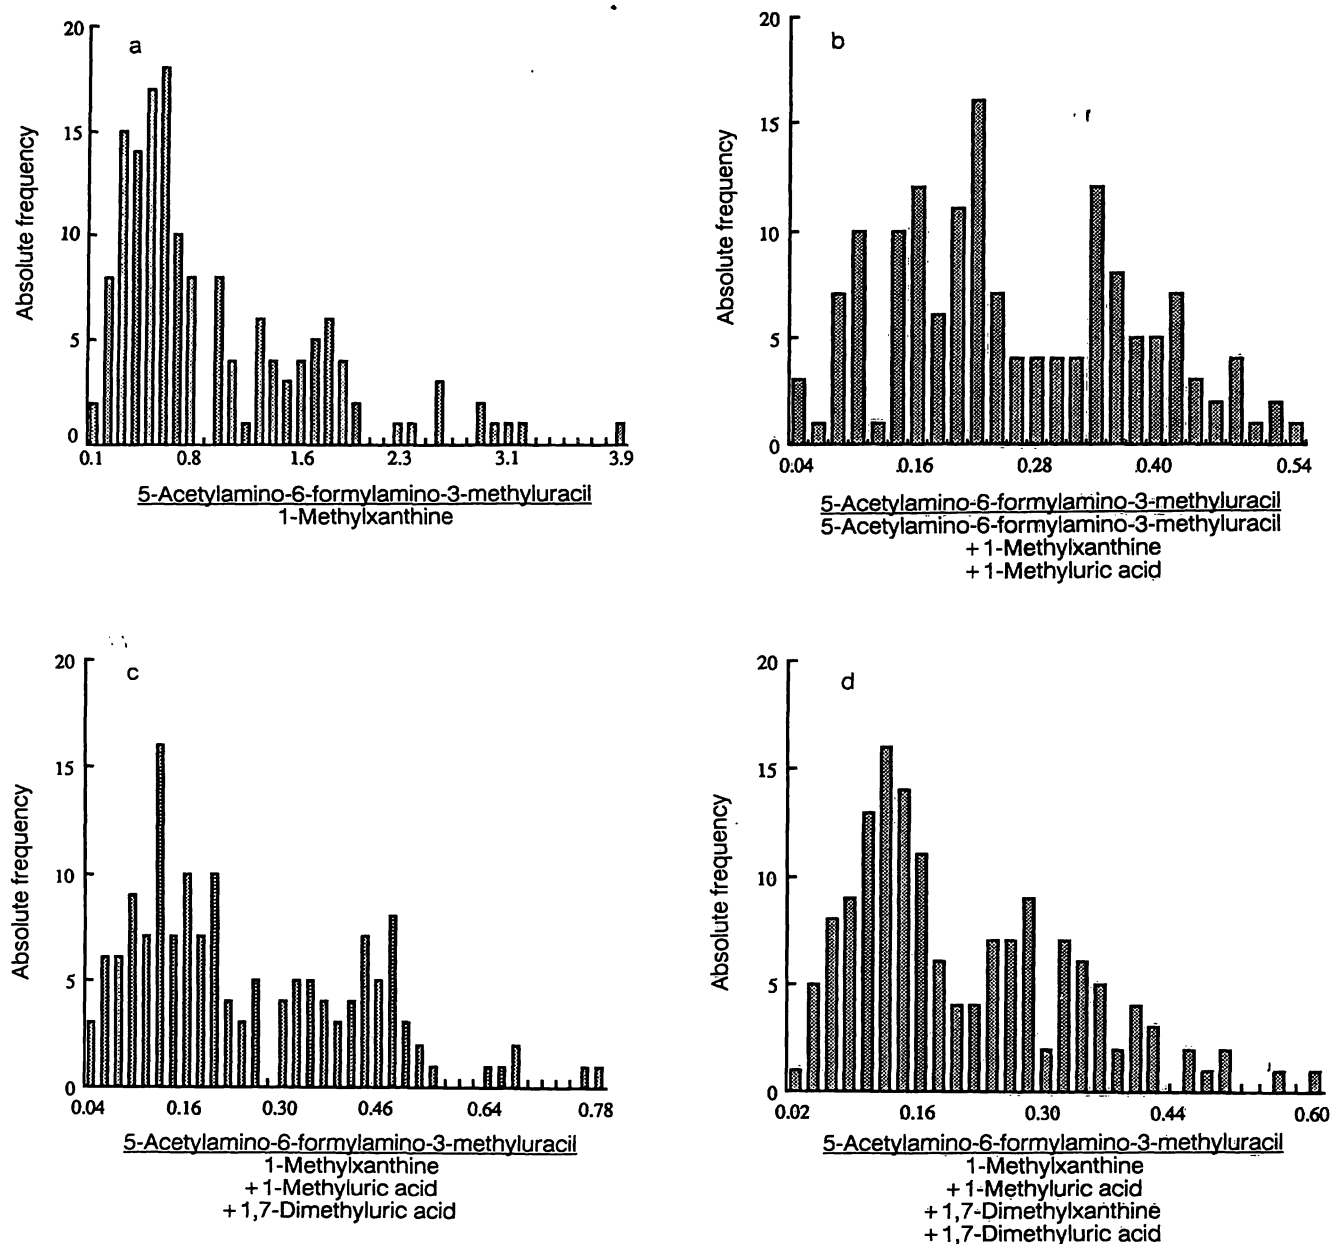 a
20
15
10
5
0
Absolute frequency
0.1 0.8 1.6 2.3 3.1 3.9
5-Acetylamino-6-formylamino-3-methyluracil
1-Methylxanthine
b
20
15
10
5
0
Absolute frequency
0:04 0.16 0.28 0.40 0.54
5-Acetylamino-6-formylamino-3-methyluracil
5-Acetylamino-6-formylamino-3-methyluracil
+ 1-Methylxanthine
+ 1-Methyluric acid
c
20
15
10
5
0
Absolute frequency
0.04 0.16 0.30 0.46 0.64 0.78
5-Acetylamino-6-formylamino-3-methyluracil
1-Methylxanthine
+ 1-Methyluric acid
+ 1,7-Dimethyluric acid
d
20
15
10
5
0
Absolute frequency
0.02 0.16 0.30 0.44 0.60
5-Acetylamino-6-formylamino-3-methyluracil
1-Methylxanthine
+ 1-Methyluric acid
+ 1,7-Dimethylxanthine
+ 1,7-Dimethyluric acid